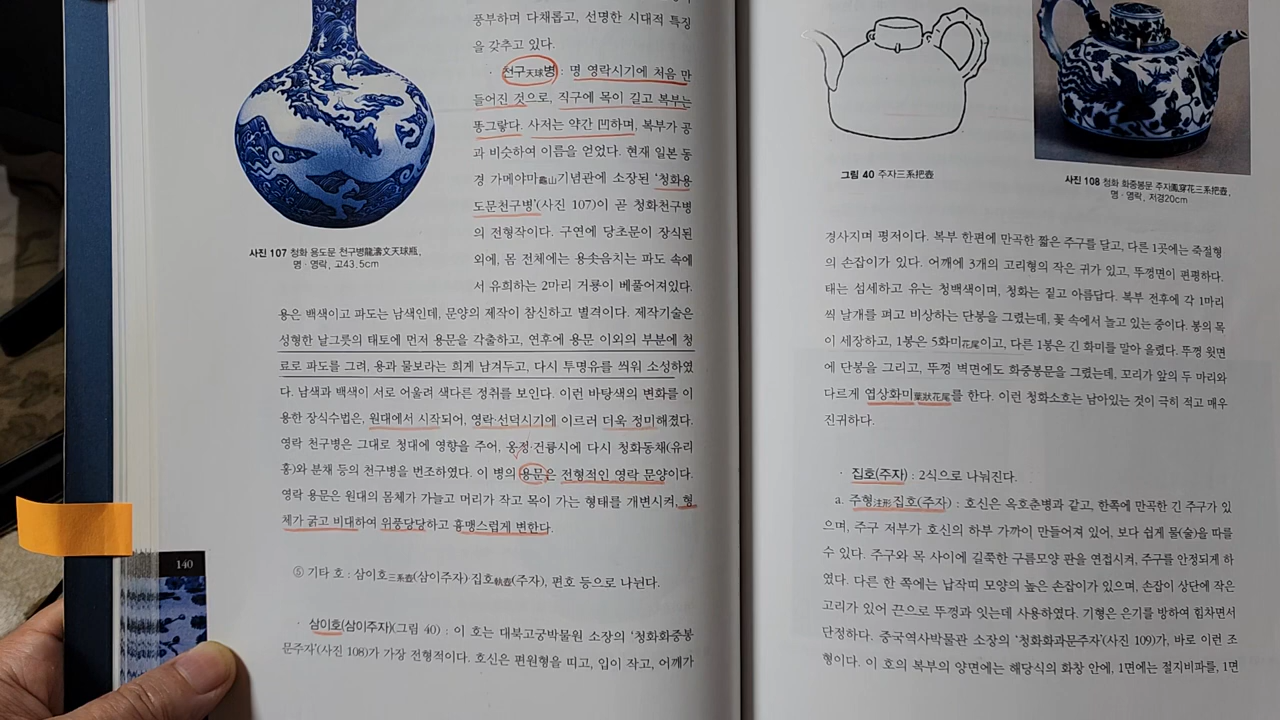 풍부하며 다채롭고, 선명한 시대적 특징
을 갖추고 있다.
· 천구天球병 : 명 영락시기에 처음 만
들어진 것으로, 직구에 목이 길고 복부는
똥그랗다. 사저는 약간 凹하며, 복부가 공
과 비슷하여 이름을 얻었다. 현재 일본 동
경 가메야마龜山기념관에 소장된 '청화용
도문천구병'(사진 107)이 곧 청화천구병
의 전형작이다. 구연에 당초문이 장식된
외에, 몸 전체에는 용솟음치는 파도 속에
서 유희하는 2마리 거룡이 베풀어져있다.
사진 107 청화 용도문 천구병龍濤文天球瓶,
명 · 영락, 고43.5cm
용은 백색이고 파도는 남색인데, 문양의 제작이 참신하고 별격이다. 제작기술은
성형한 날그릇의 태토에 먼저 용문을 각출하고, 연후에 용문 이외의 부분에 청
료로 파도를 그려, 용과 물보라는 희게 남겨두고, 다시 투명유를 씌워 소성하였
다. 남색과 백색이 서로 어울려 색다른 정취를 보인다. 이런 바탕색의 변화를 이
용한 장식수법은, 원대에서 시작되어, 영락 선덕시기에 이르러 더욱 정미해졌다.
영락 천구병은 그대로 청대에 영향을 주어, 옹정·건륭시에 다시 청화동채(유리
홍)와 분채 등의 천구병을 번조하였다. 이 병의 용문은 전형적인 영락 문양이다.
영락 용문은 원대의 몸체가 가늘고 머리가 작고 목이 가는 형태를 개변시켜, 형
체가 굵고 비대하여 위풍당당하고 흉맹스럽게 변한다.
⑤ 기타 호 : 삼이호三系壺(삼이주자) 집호執壺(주자), 편호 등으로 나뉜다.
· 삼이호(삼이주자)(그림 40) : 이 호는 대북고궁박물원 소장의 '청화화중봉
문주자'(사진 108)가 가장 전형적이다. 호신은 편원형을 띠고, 입이 작고, 어깨가
140
그림 40 주자三系把壺
사진 108 청화 화중봉문 주자鳳穿花三系把壺,
명 · 영락, 저경20cm
경사지며 평저이다. 복부 한편에 만곡한 짧은 주구를 달고, 다른 1곳에는 죽절형
의 손잡이가 있다. 어깨에 3개의 고리형의 작은 귀가 있고, 뚜껑면이 편평하다.
태는 섬세하고 유는 청백색이며, 청화는 짙고 아름답다. 복부 전후에 각 1마리
씩 날개를 펴고 비상하는 단봉을 그렸는데, 꽃 속에서 놀고 있는 중이다. 봉의 목
이 세장하고, 1봉은 5화미花尾이고, 다른 1봉은 긴 화미를 말아 올렸다. 뚜껑 윗면
에 단봉을 그리고, 뚜껑 벽면에도 화중봉문을 그렸는데, 꼬리가 앞의 두 마리와
다르게 엽상화미葉狀花尾를 한다. 이런 청화소호는 남아있는 것이 극히 적고 매우
진귀하다.
· 집호(주자) : 2식으로 나눠진다.
a. 주형注形집호(주자) : 호신은 옥호춘병과 같고, 한쪽에 만곡한 긴 주구가 있
으며, 주구 저부가 호신의 하부 가까이 만들어져 있어, 보다 쉽게 물(술)을 따를
수 있다. 주구와 목 사이에 길쭉한 구름모양 판을 연접시켜, 주구를 안정되게 하
였다. 다른 한 쪽에는 납작띠 모양의 높은 손잡이가 있으며, 손잡이 상단에 작은
고리가 있어 끈으로 뚜껑과 잇는데 사용하였다. 기형은 은기를 방하여 힘차면서
단정하다. 중국역사박물관 소장의 '청화화과문주자'(사진 109)가, 바로 이런 조
형이다. 이 호의 복부의 양면에는 해당식의 화창 안에, 1면에는 절지비파를, 1면